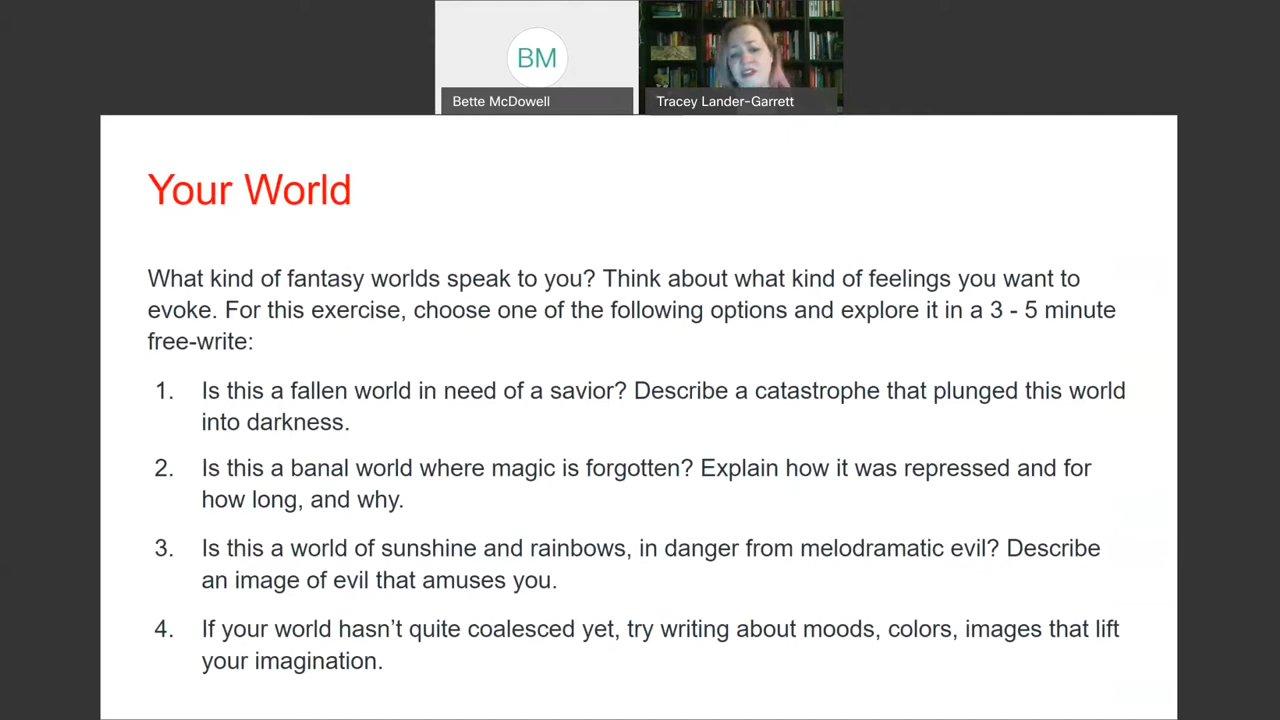 BM
Bette McDowell
Tracey Lander-Garrett
Your World
What kind of fantasy worlds speak to you? Think about what kind of feelings you want to
evoke. For this exercise, choose one of the following options and explore it in a 3 - 5 minute
free-write:
1. Is this a fallen world in need of a savior? Describe a catastrophe that plunged this world
into darkness.
2. Is this a banal world where magic is forgotten? Explain how it was repressed and for
how long, and why.
3. Is this a world of sunshine and rainbows, in danger from melodramatic evil? Describe
an image of evil that amuses you.
4. If your world hasn’t quite coalesced yet, try writing about moods, colors, images that lift
your imagination.